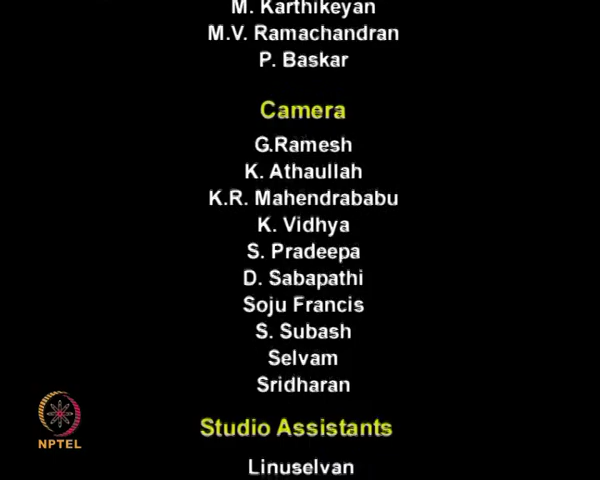 M. Karthikeyan
M.V. Ramachandran
P. Baskar
Camera
G.Ramesh
K. Athaullah
K.R. Mahendrababu
K. Vidhya
S. Pradeepa
D. Sabapathi
Soju Francis
S. Subash
Selvam
Sridharan
Studio Assistants
Linuselvan
NPTEL